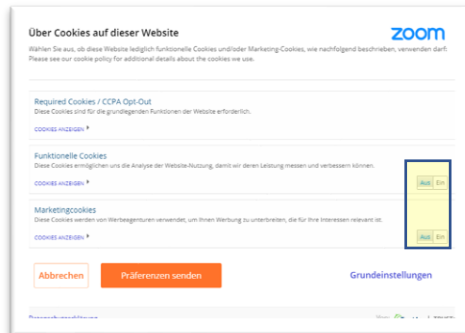 Über Cookies auf dieser Website
zoom
Wählen Sie aus, ob diese Website lediglich funktionelle Cookies und/oder Marketing-Cookies, wie nachfolgend beschrieben, verwenden darf.
Please see our cookie policy for additional details about the cookies we use.
Required Cookies / CCPA Opt-Out
Diese Cookies sind für die grundlegenden Funktionen der Website erforderlich.
COOKIES ANZEIGEN
Funktionelle Cookies
Diese Cookies ermöglichen uns die Analyse der Website-Nutzung, damit wir deren Leistung messen und verbessern können.
COOKIES ANZEIGEN
Aus Ein
Marketingcookies
Diese Cookies werden von Werbeagenturen verwendet, um Ihnen Werbung zu unterbreiten, die für Ihre Interessen relevant ist.
COOKIES ANZEIGEN
Aus Ein
Abbrechen
Präferenzen senden
Grundeinstellungen